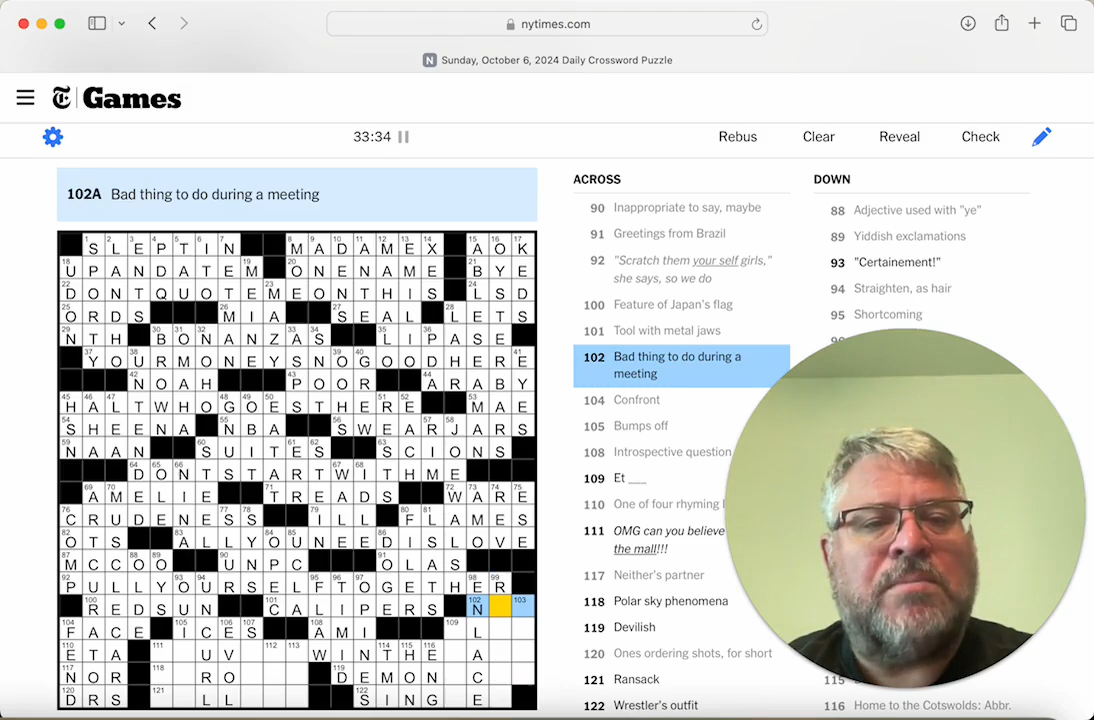 nytimes.com
N Sunday, October 6, 2024 Daily Crossword Puzzle
T Games
33:34
Rebus Clear Reveal Check
102A Bad thing to do during a meeting
SLEPTIN MADAMEX AOK
UPANDATEM ONENAME BYE
DONTQUOTEMEONTHIS LSD
ORDS MIA SEAL LETS
NTH BONANZAS LIPASE
YOURMONEYSNOGOODHERE
NOAH POOR ARABY
HALTWHOGOESTHERE MAE
SHEENA NBA SWEARJARS
NAAN SUITES SCIONS
DONTSTARTWITHME
AMELIE TREADS WARE
CRUDENESS ILL FLAMES
OTS ALLYOUNEEDISLOVE
MCCOO UNPC OLAS
PULLYOURSELFTOGETHER
REDSUN CALIPERS N
FACE ICES AMI L
ETA UV WINTHE A
NOR RO DEMON C
DRS LL SING E
ACROSS
90 Inappropriate to say, maybe
91 Greetings from Brazil
92 "Scratch them your self girls,"
she says, so we do
100 Feature of Japan's flag
101 Tool with metal jaws
102 Bad thing to do during a
meeting
104 Confront
105 Bumps off
108 Introspective question
109 Et ___
110 One of four rhyming
111 OMG can you believe
the mall!!!
117 Neither's partner
118 Polar sky phenomena
119 Devilish
120 Ones ordering shots, for short
121 Ransack
122 Wrestler's outfit
DOWN
88 Adjective used with "ye"
89 Yiddish exclamations
93 "Certainement!"
94 Straighten, as hair
95 Shortcoming
115
116 Home to the Cotswolds: Abbr.